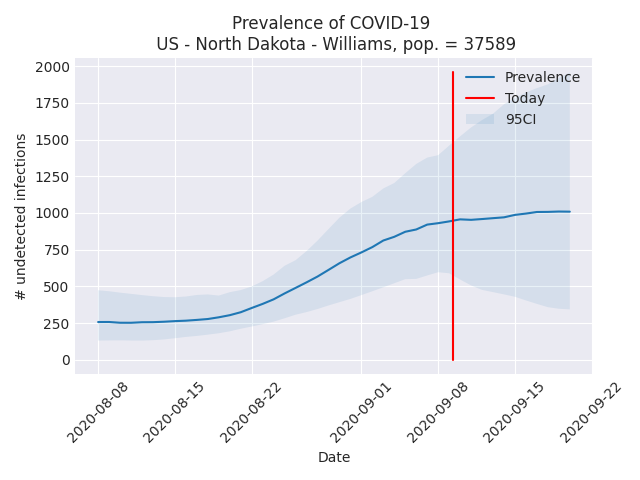 Prevalence of COVID-19
US - North Dakota - Williams, pop. = 37589
2000
1750
1500
1250
1000
750
500
250
0
# undetected infections
Prevalence
Today
95CI
2020-08-08
2020-08-15
2020-08-22
2020-09-01
2020-09-08
2020-09-15
2020-09-22
Date